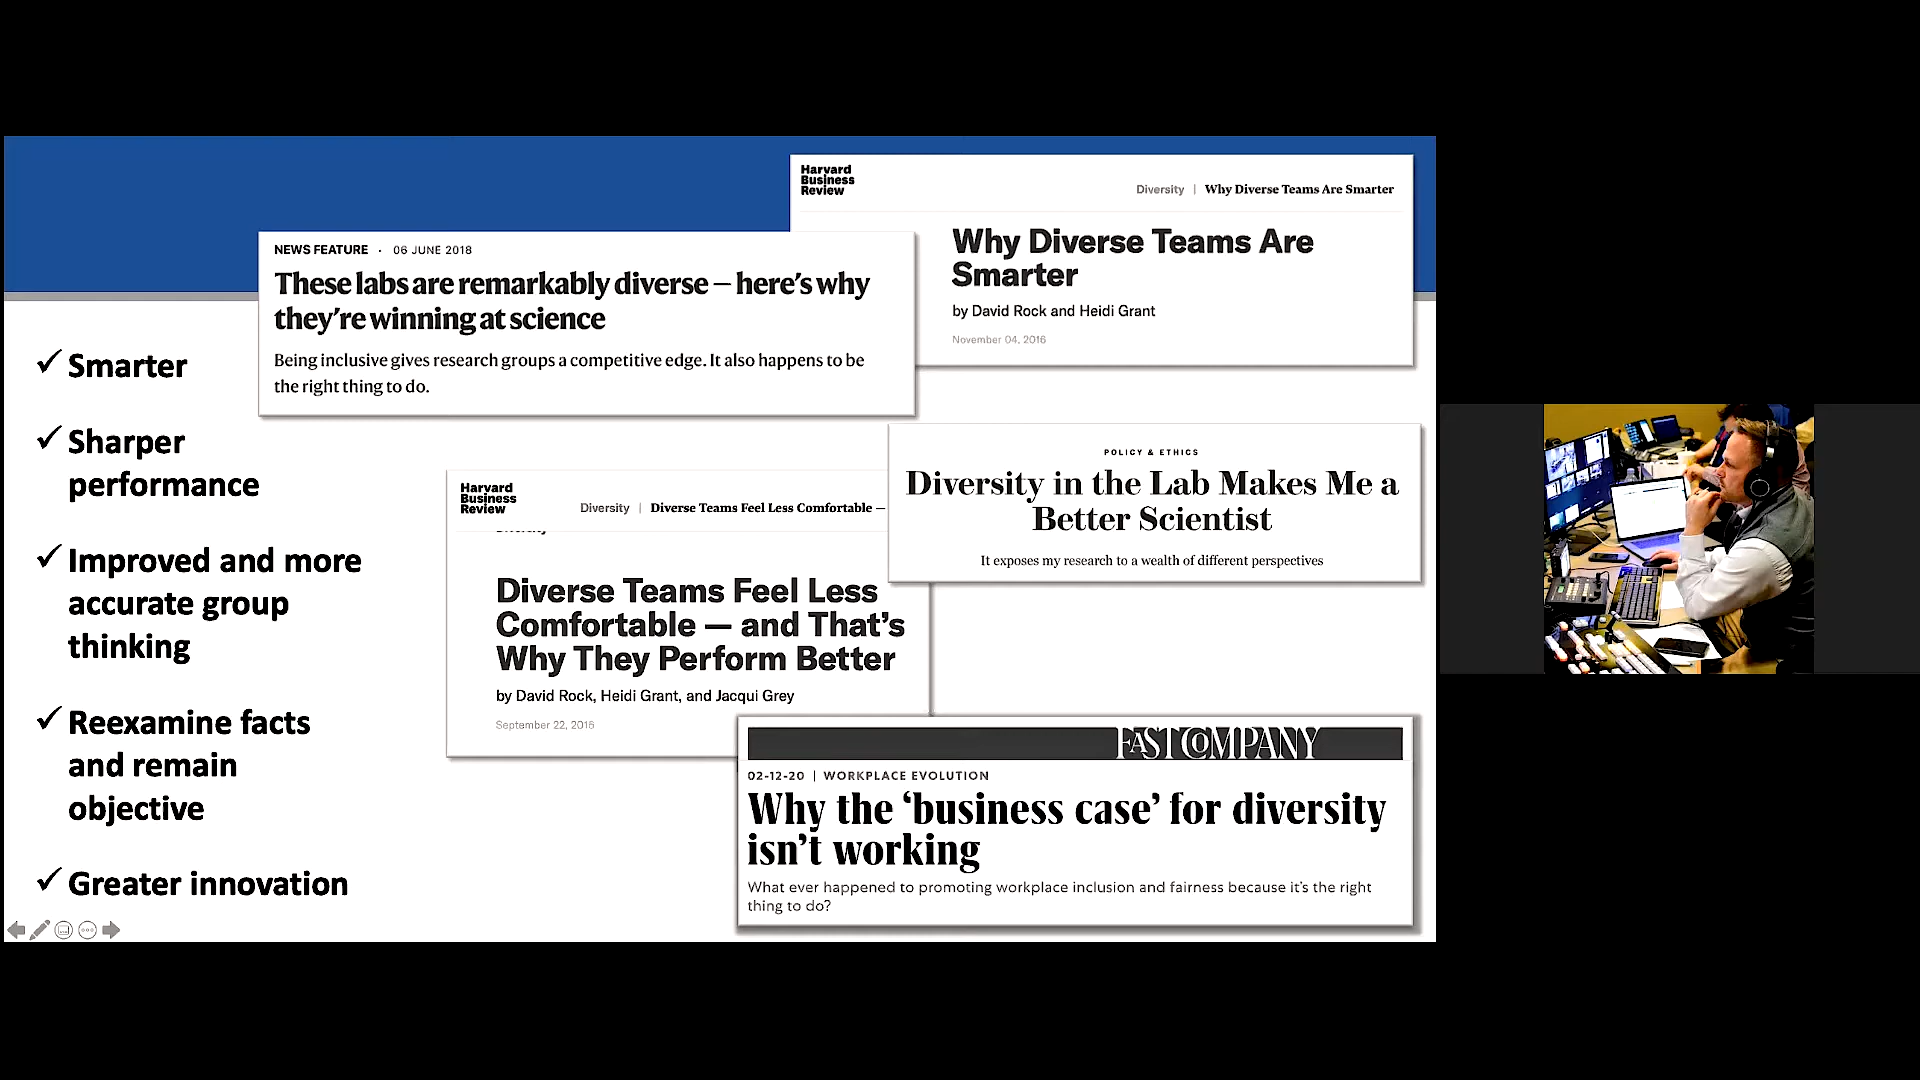 Harvard
Business
Review
Diversity | Why Diverse Teams Are Smarter
Why Diverse Teams Are
Smarter
by David Rock and Heidi Grant
November 04, 2016
NEWS FEATURE · 06 JUNE 2018
These labs are remarkably diverse — here’s why
they’re winning at science
Being inclusive gives research groups a competitive edge. It also happens to be
the right thing to do.
✓ Smarter
✓ Sharper
performance
✓ Improved and more
accurate group
thinking
✓ Reexamine facts
and remain
objective
✓ Greater innovation
POLICY & ETHICS
Diversity in the Lab Makes Me a
Better Scientist
It exposes my research to a wealth of different perspectives
Harvard
Business
Review
Diversity | Diverse Teams Feel Less Comfortable —
Diverse Teams Feel Less
Comfortable — and That’s
Why They Perform Better
by David Rock, Heidi Grant, and Jacqui Grey
September 22, 2016
FAST COMPANY
02-12-20 | WORKPLACE EVOLUTION
Why the ‘business case’ for diversity
isn’t working
What ever happened to promoting workplace inclusion and fairness because it’s the right
thing to do?